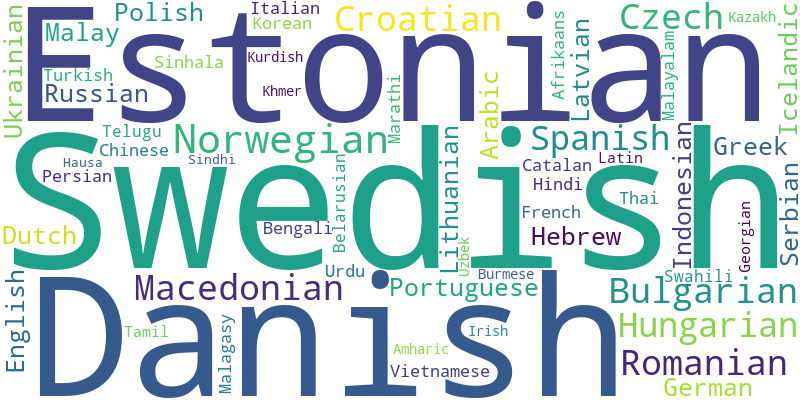 Ukrainian
Estonian
Polish
Malay
Turkish
Russian
Sinhala
Italian
Korean
Kurdish
Khmer
Croatian
Marathi
Arabic
Afrikaans
Latvian
Czech
Kazakh
Malayalam
Icelandic
Swedish
Telugu
Chinese
Hausa
Persian
Norwegian
Sindhi
Bengali
Belarusian
Lithuanian
Uzbek
Spanish
Catalan
Latin
Hindi
French
Thai
Hebrew
Indonesian
Greek
Georgian
Serbian
Swahili
Dutch
English
Danish
Macedonian
Urdu
Tamil
Malagasy
Portuguese
Burmese
Irish
Amharic
Vietnamese
Bulgarian
Hungarian
Romanian
German